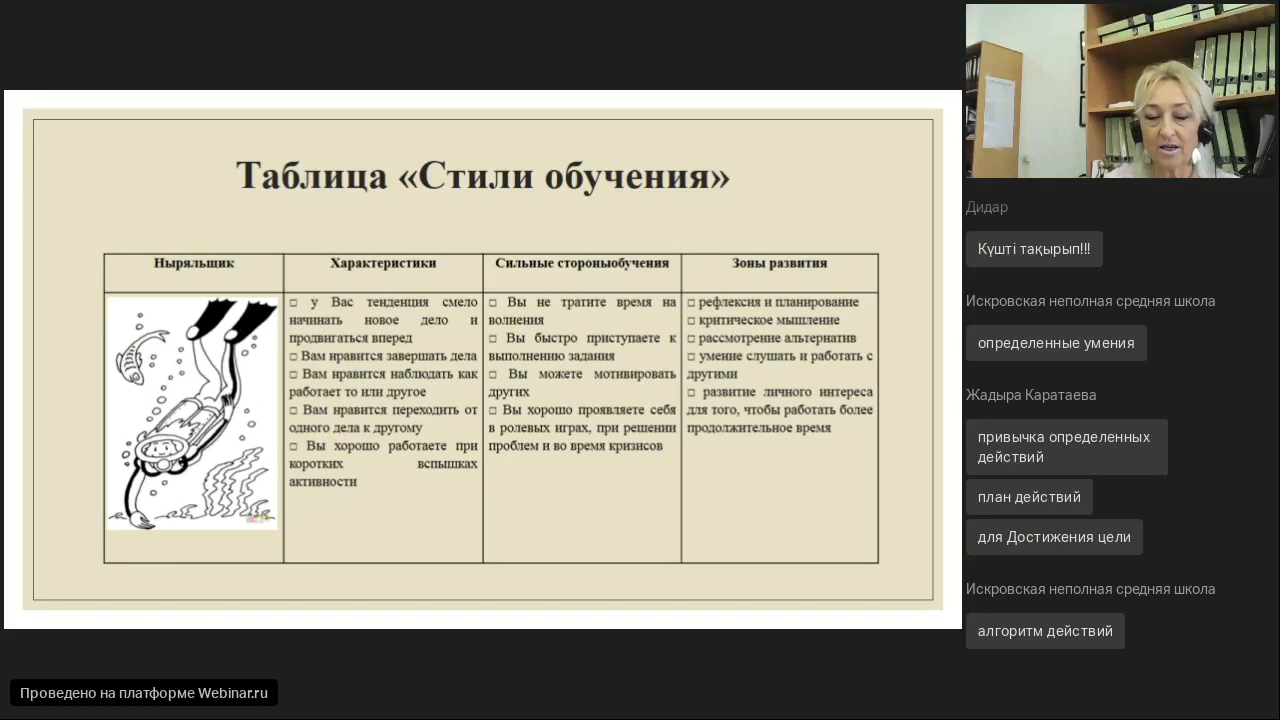 Таблица «Стили обучения»
Ныряльщик
Характеристики
Сильные стороныобучения
Зоны развития
□ у Вас тенденция смело
начинать новое дело и
продвигаться вперед
□ Вам нравится завершать дела
□ Вам нравится наблюдать как
работает то или другое
□ Вам нравится переходить от
одного дела к другому
□ Вы хорошо работаете при
коротких вспышках
активности
□ Вы не тратите время на
волнения
□ Вы быстро приступаете к
выполнению задания
□ Вы можете мотивировать
других
□ Вы хорошо проявляете себя
в ролевых играх, при решении
проблем и во время кризисов
□ рефлексия и планирование
□ критическое мышление
□ рассмотрение альтернатив
□ умение слушать и работать с
другими
□ развитие личного интереса
для того, чтобы работать более
продолжительное время
Дидар
Күшті тақырып!!!
Искровская неполная средняя школа
определенные умения
Жадыра Каратаева
привычка определенных
действий
план действий
для Достижения цели
Искровская неполная средняя школа
алгоритм действий
Проведено на платформе Webinar.ru